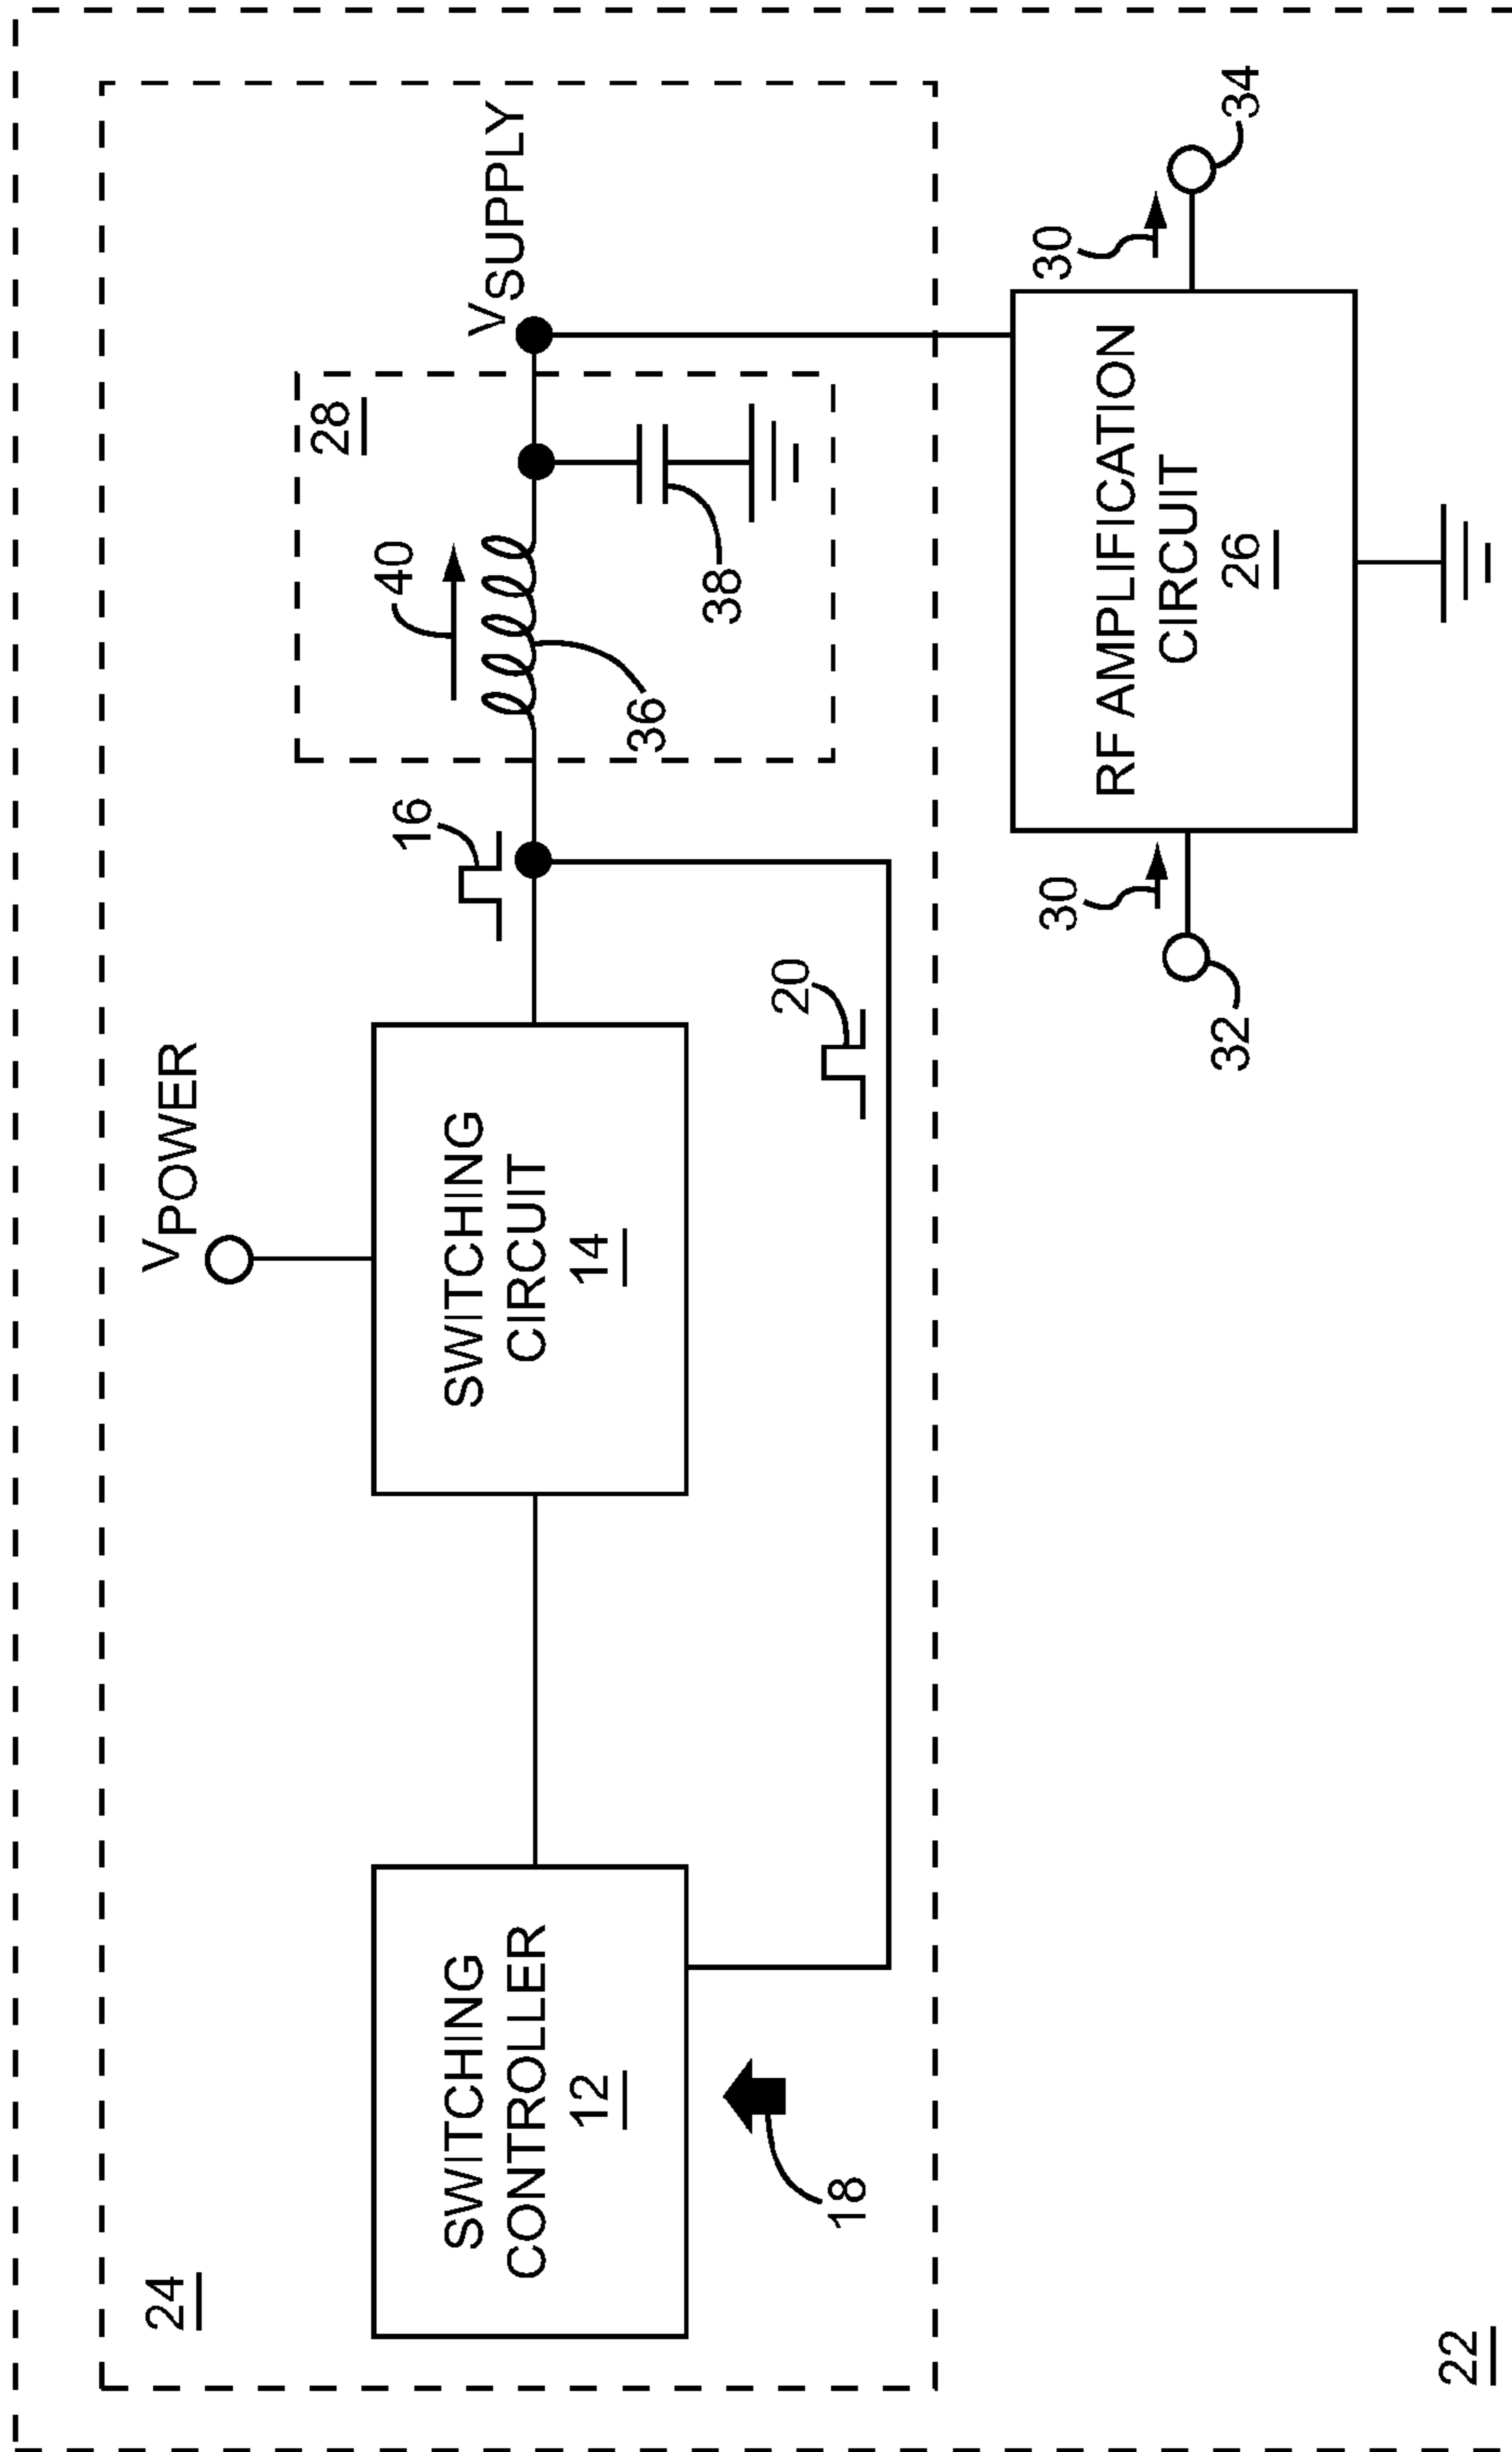 24
VPOWER
VSUPPLY
28
40
16
36
38
SWITCHING
CONTROLLER
12
SWITCHING
CIRCUIT
14
20
18
30
30
32
34
RF AMPLIFICATION
CIRCUIT
26
22